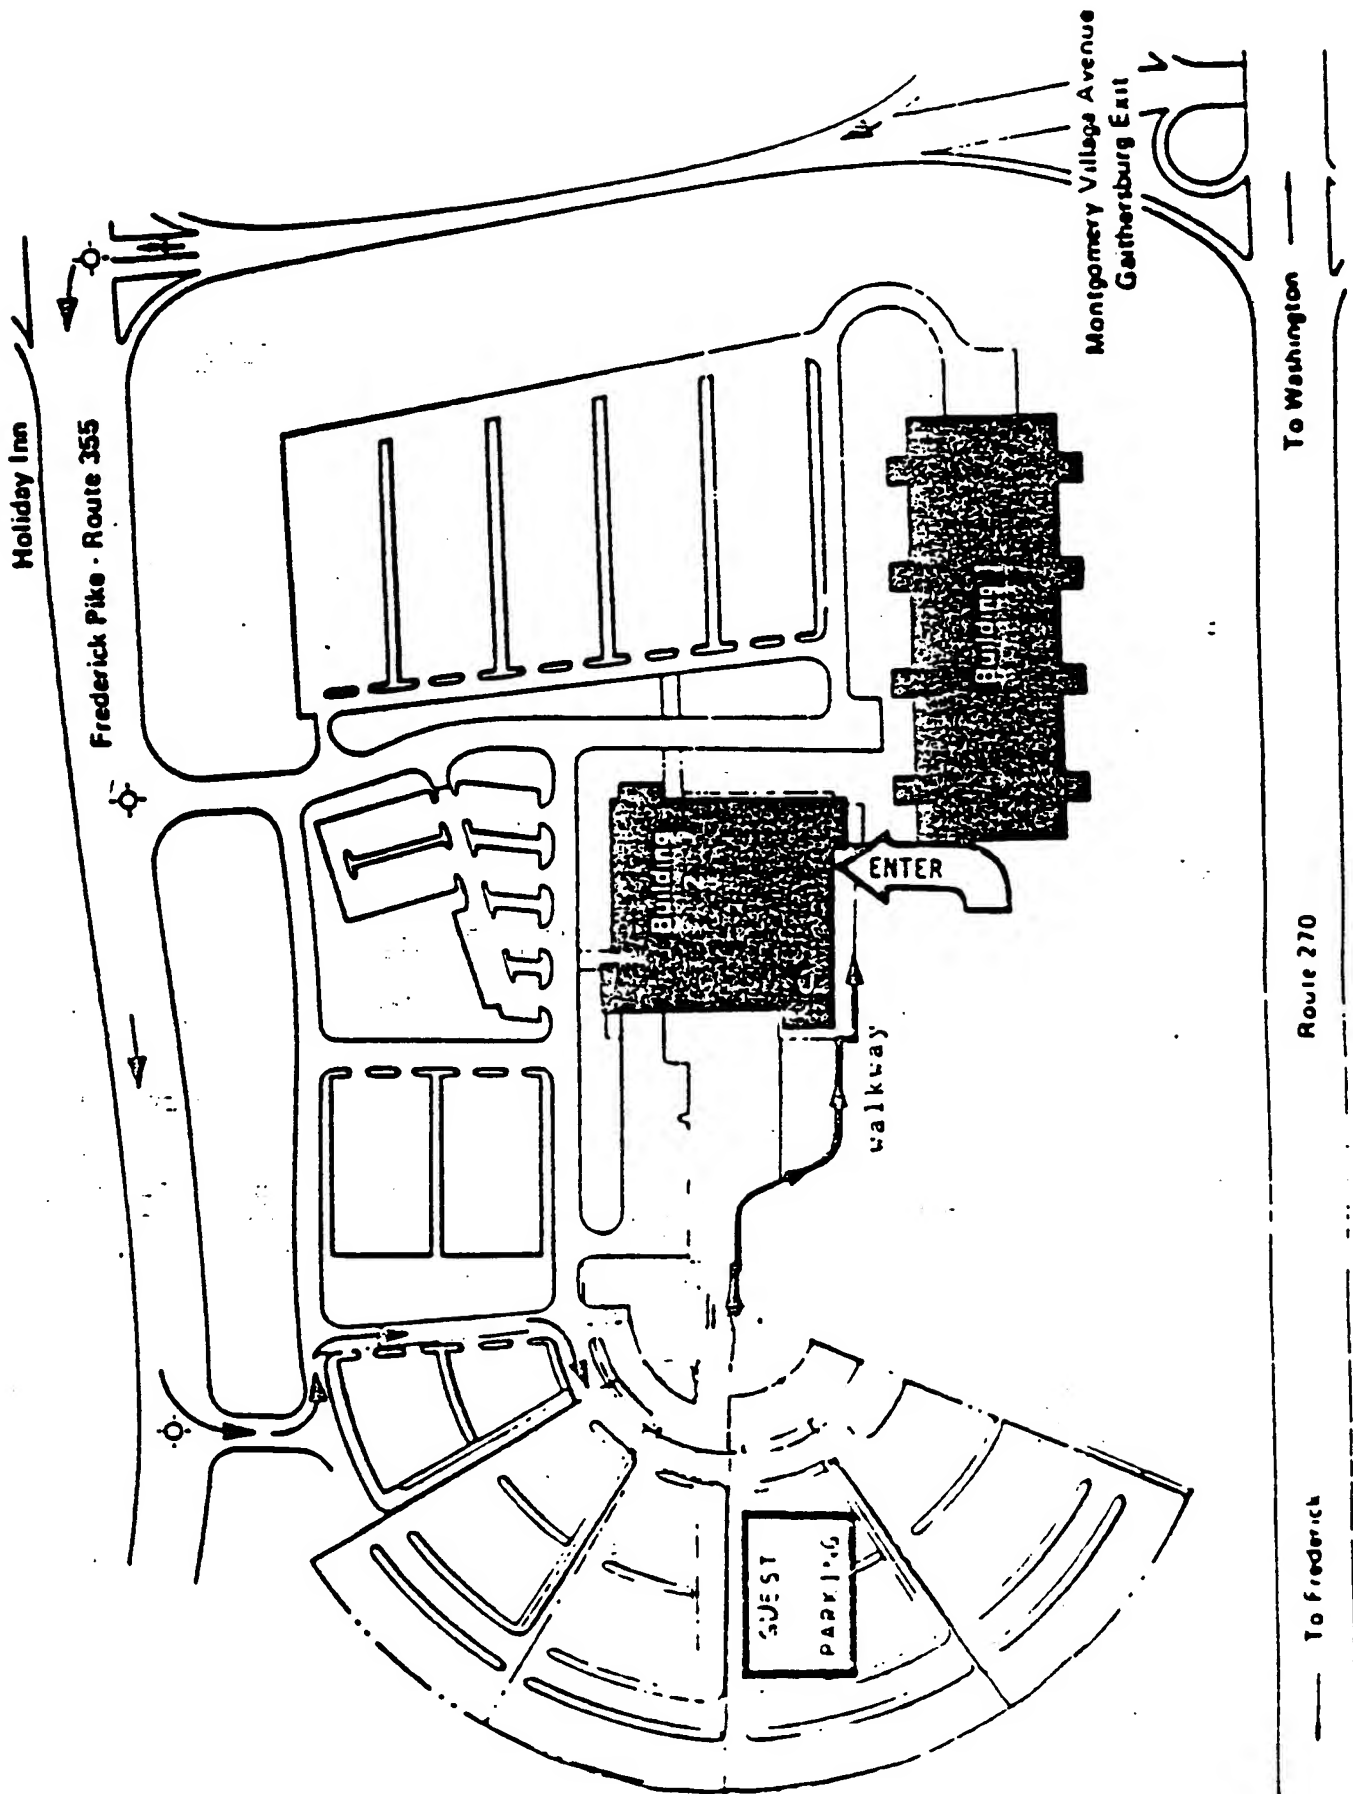 Holiday Inn
Frederick Pike - Route 355
Montgomery Village Avenue
Gaithersburg Exit
Building
Building
2
ENTER
walkway
GUEST
PARKING
To Washington
Route 270
To Frederick